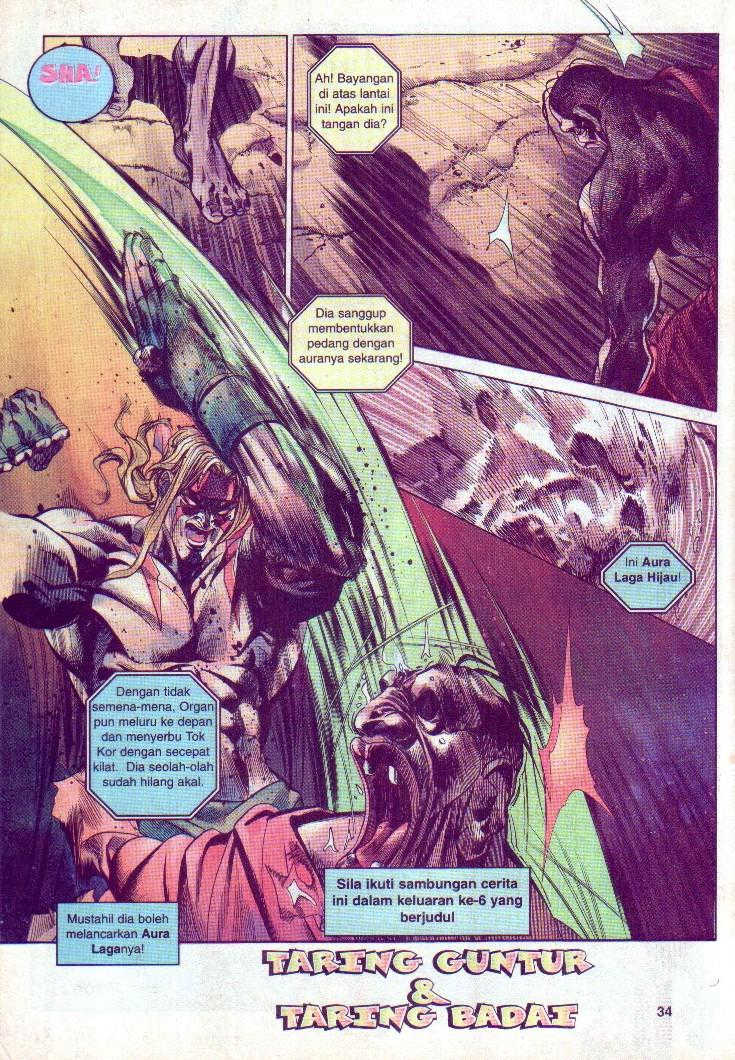 SHA!
Ah! Bayangan
di atas lantai
ini! Apakah ini
tangan dia?
Dia sanggup
membentukkan
pedang dengan
auranya sekarang!
Ini Aura
Laga Hijau!
Dengan tidak
semena-mena, Organ
pun meluru ke depan
dan menyerbu Tok
Kor dengan secepat
kilat. Dia seolah-olah
sudah hilang akal.
Mustahil dia boleh
melancarkan Aura
Laganya!
Sila ikuti sambungan cerita
ini dalam keluaran ke-6 yang
berjudul
TARING GUNTUR
&
TARING BADAI
34